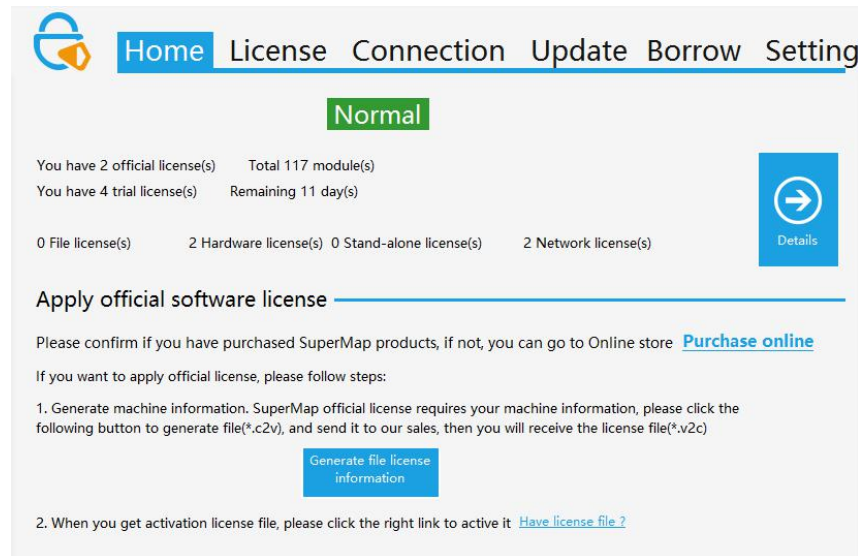 Home License Connection Update Borrow Setting
Normal
You have 2 official license(s) Total 117 module(s)
You have 4 trial license(s) Remaining 11 day(s)
0 File license(s) 2 Hardware license(s) 0 Stand-alone license(s) 2 Network license(s)
Details
Apply official software license
Please confirm if you have purchased SuperMap products, if not, you can go to Online store Purchase online
If you want to apply official license, please follow steps:
1. Generate machine information. SuperMap official license requires your machine information, please click the
following button to generate file(*.c2v), and send it to our sales, then you will receive the license file(*.v2c)
Generate file license
information
2. When you get activation license file, please click the right link to active it Have license file ?